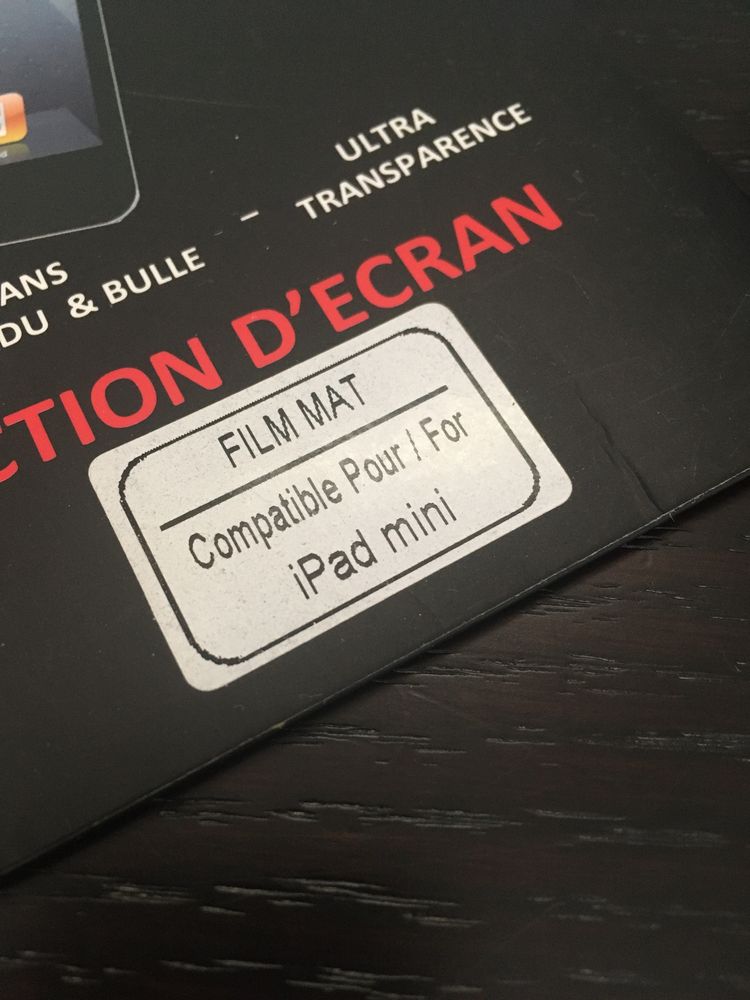 ULTRA
TRANSPARENCE
-
ANS
DU & BULLE
CTION D'ECRAN
FILM MAT
Compatible Pour / For
iPad mini